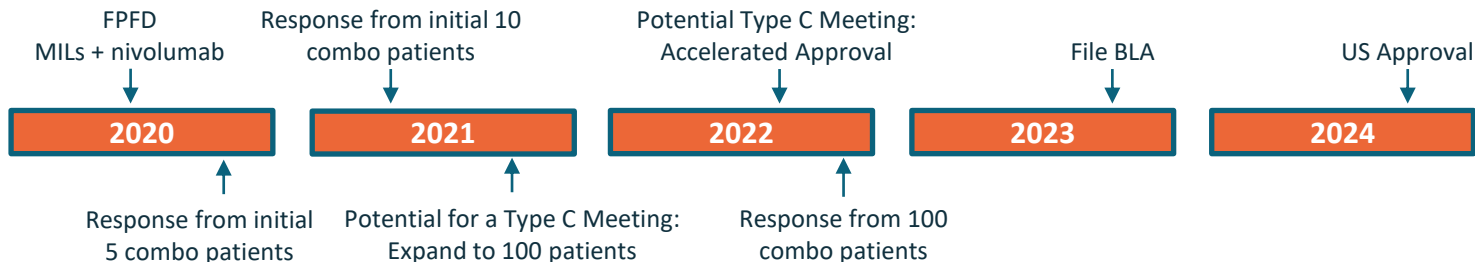 FPFD
MILs + nivolumab
Response from initial 10
combo patients
Potential Type C Meeting:
Accelerated Approval
File BLA
US Approval
2020
2021
2022
2023
2024
Response from initial
5 combo patients
Potential for a Type C Meeting:
Expand to 100 patients
Response from 100
combo patients